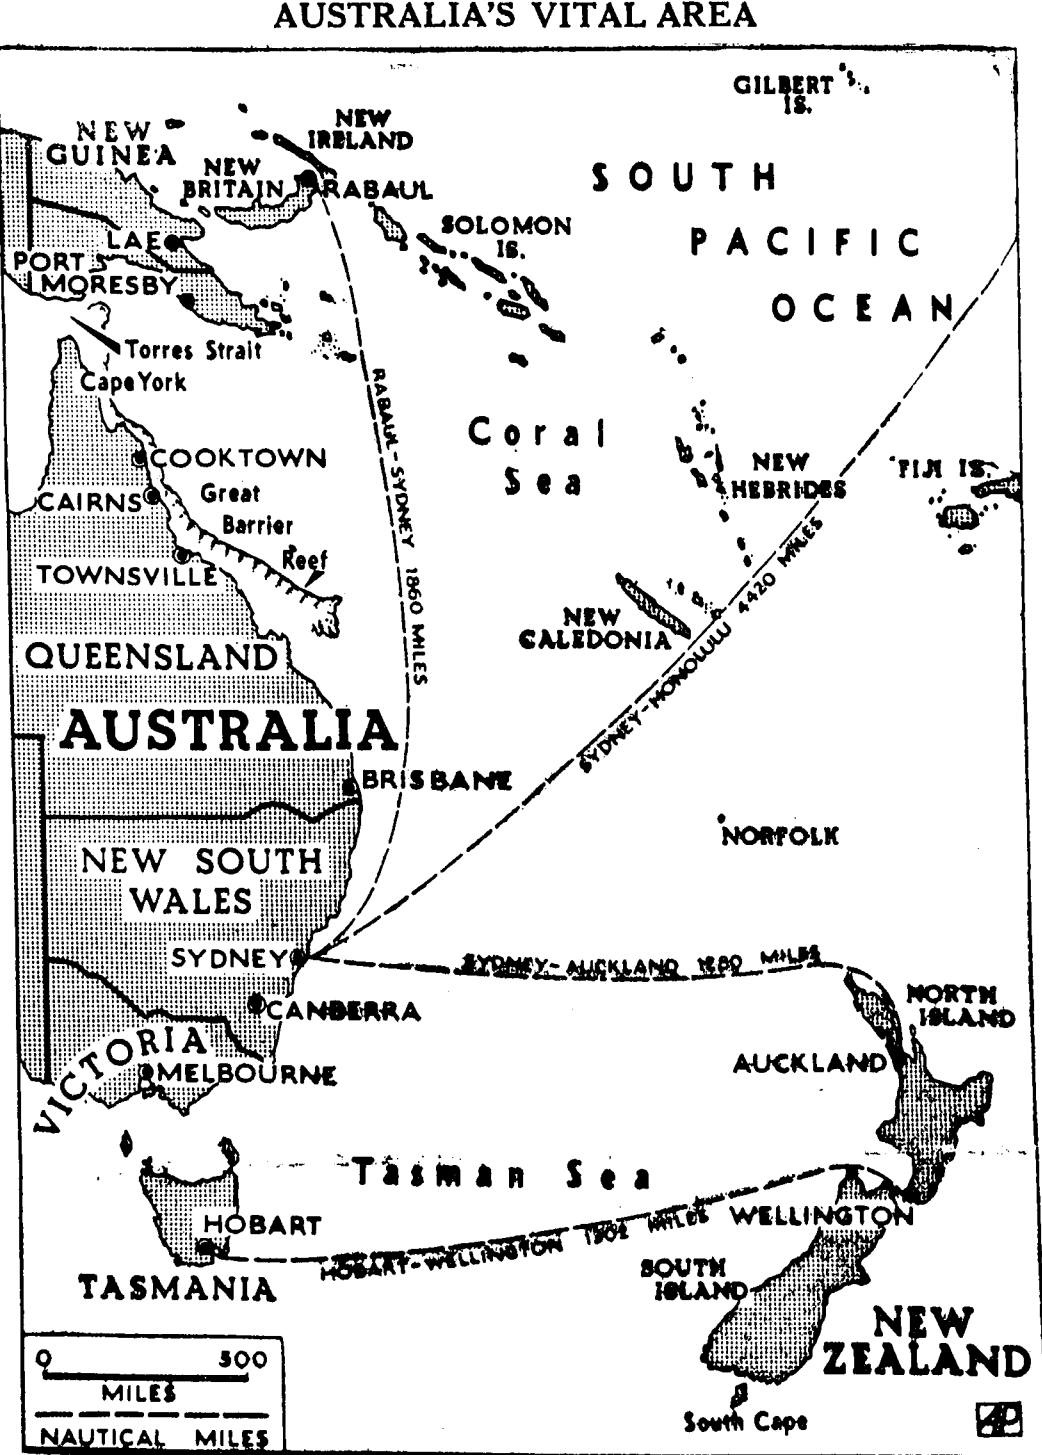 AUSTRALIA'S VITAL AREA
GILBERT
IS.
NEW
IRELAND
NEW
GUINEA
NEW
BRITAIN
RABAUL
SOUTH
PACIFIC
OCEAN
SOLOMON
IS.
LAE
PORT
MORESBY
Torres Strait
Cape York
RABAUL-SYDNEY 1860 MILES
Coral
Sea
COOKTOWN
CAIRNS
Great
Barrier
Reef
TOWNSVILLE
NEW
HEBRIDES
FIJI IS.
NEW
CALEDONIA
SYDNEY-HONOLULU 4420 MILES
QUEENSLAND
AUSTRALIA
BRISBANE
NORFOLK
NEW SOUTH
WALES
SYDNEY
SYDNEY-AUCKLAND 1280 MILES
CANBERRA
NORTH
ISLAND
AUCKLAND
VICTORIA
MELBOURNE
Tasman Sea
HOBART
HOBART-WELLINGTON 1302 MILES
WELLINGTON
TASMANIA
SOUTH
ISLAND
NEW
ZEALAND
South Cape
0 500
MILES
NAUTICAL MILES
AP